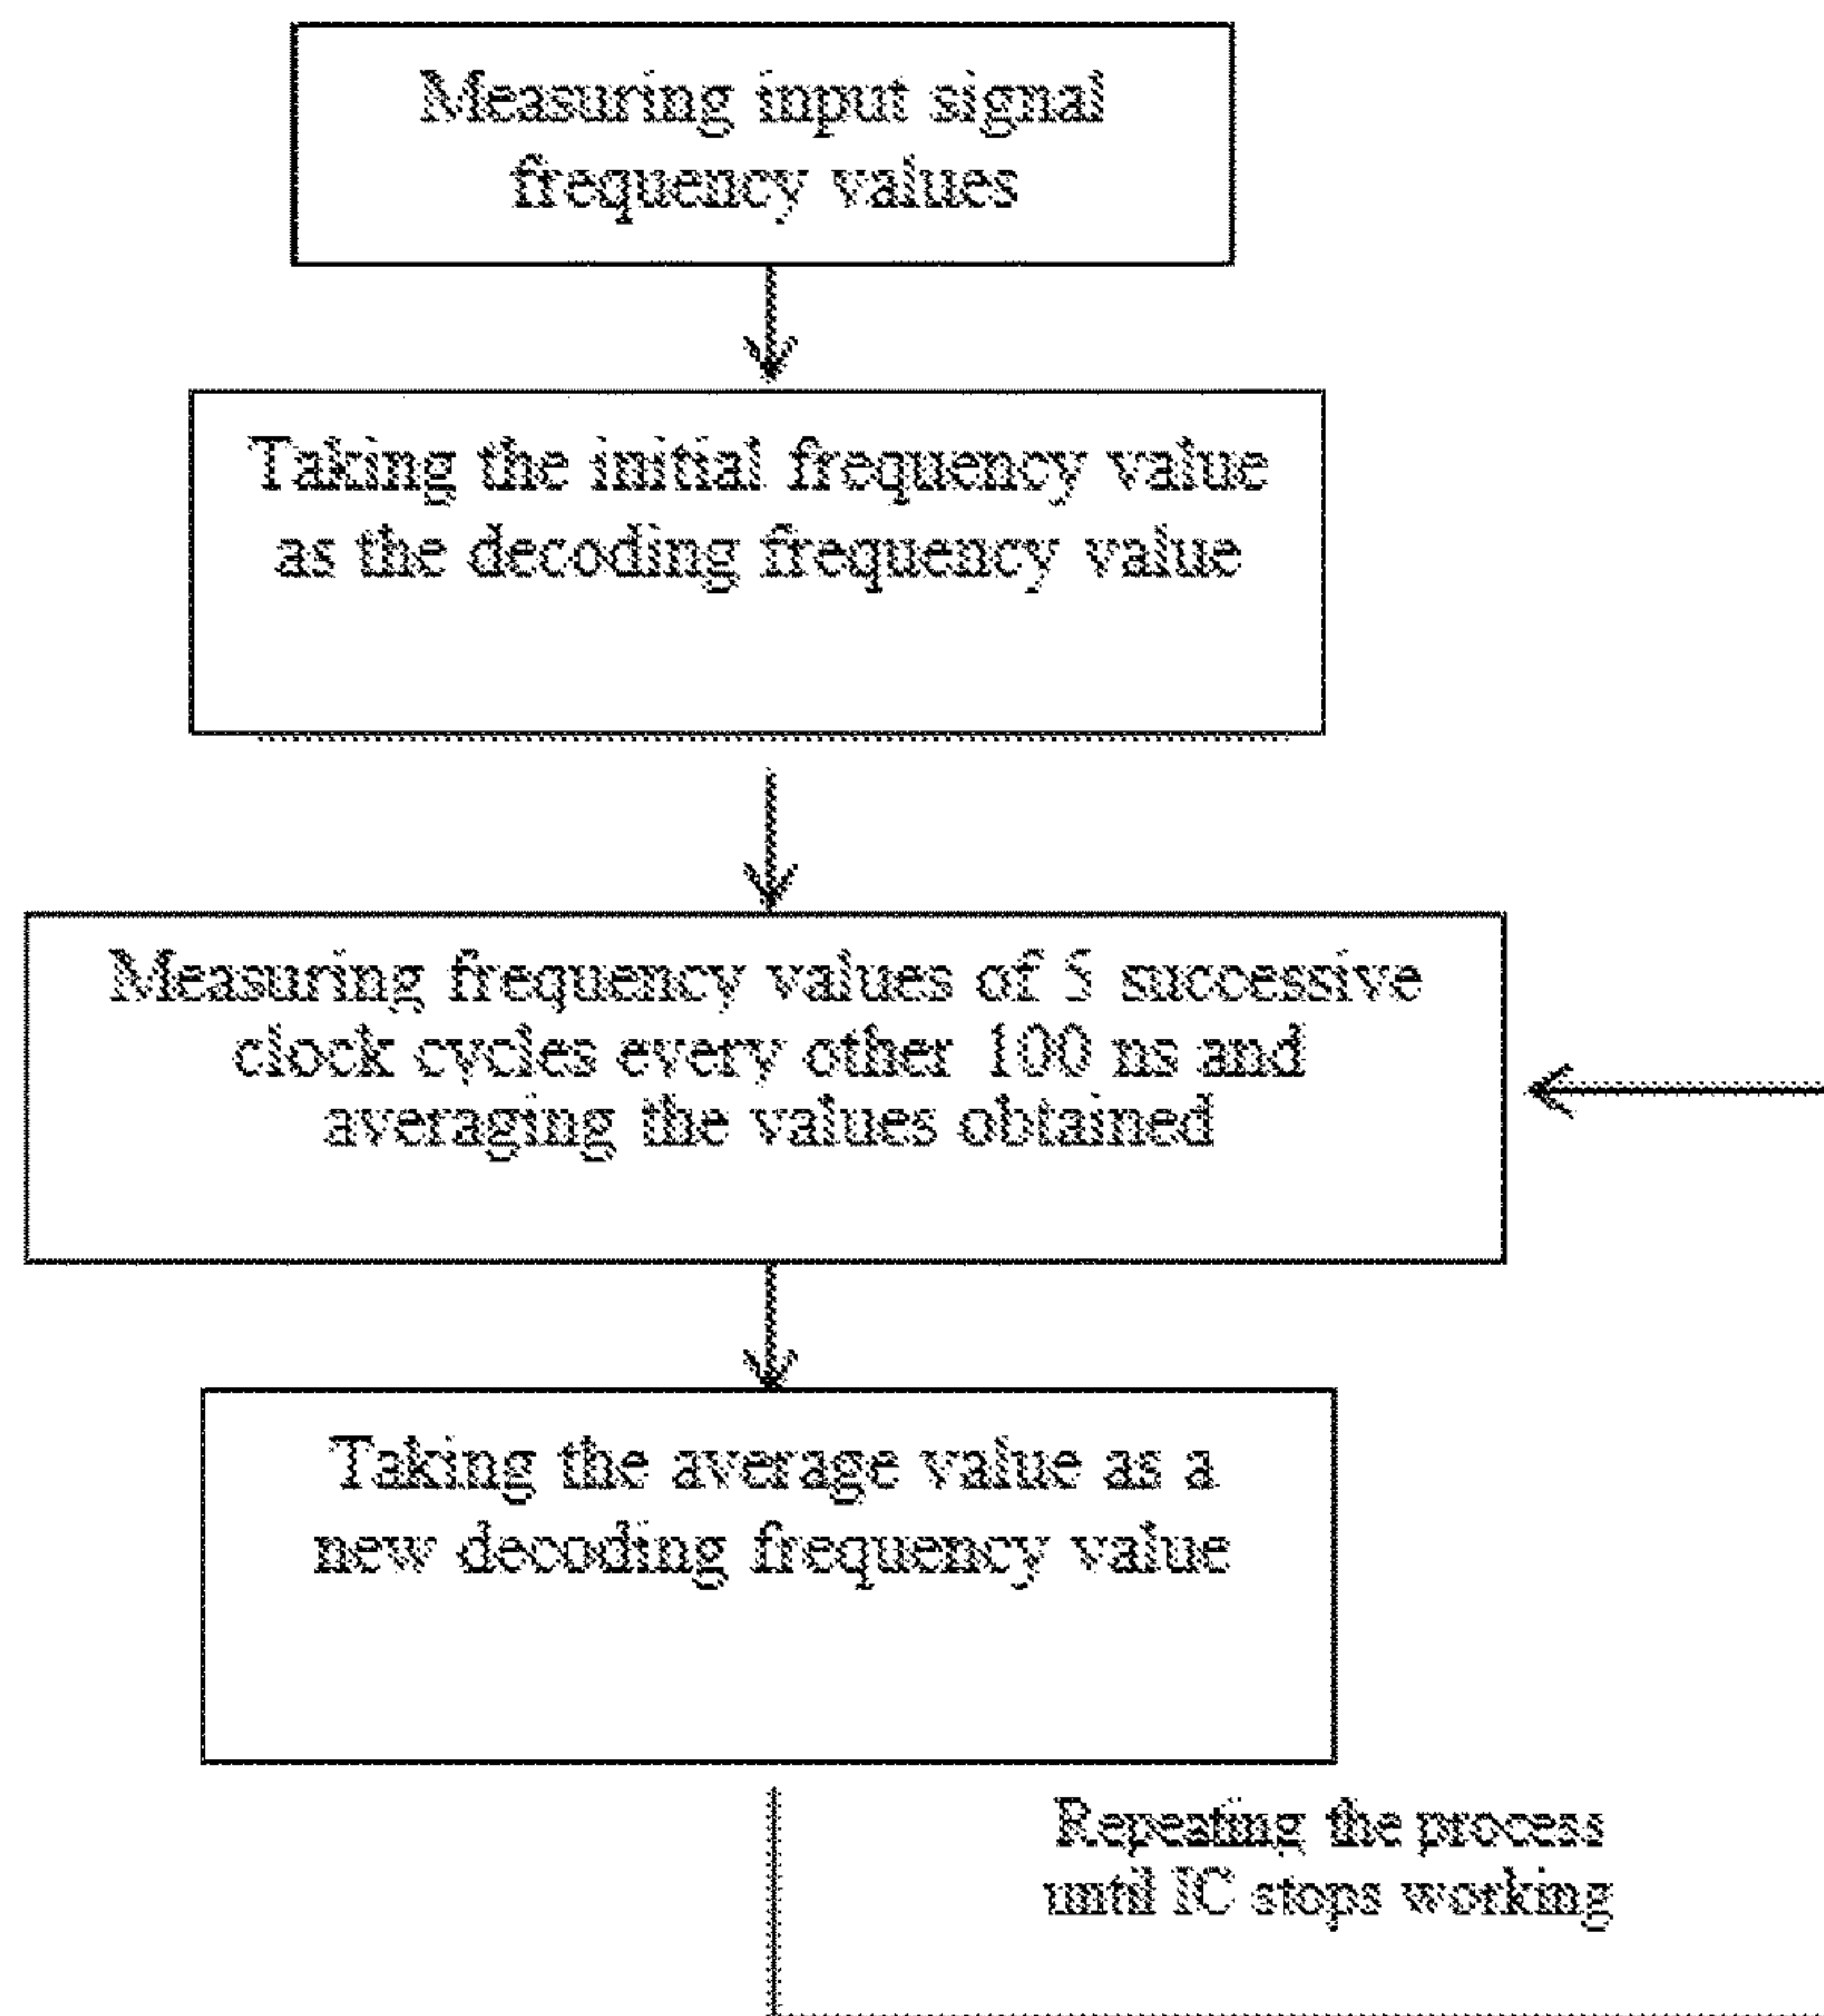 Measuring input signal
frequency values
Taking the initial frequency value
as the decoding frequency value
Measuring frequency values of 5 successive
clock cycles every other 100 ns and
averaging the values obtained
Taking the average value as a
new decoding frequency value
Repeating the process
until IC stops working